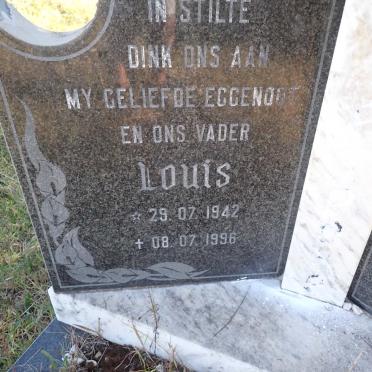 IN STILTE
DINK ONS AAN
MY GELIEFDE EGGENOOT
EN ONS VADER
Louis
☆ 29.07.1942
✝ 08.07.1996